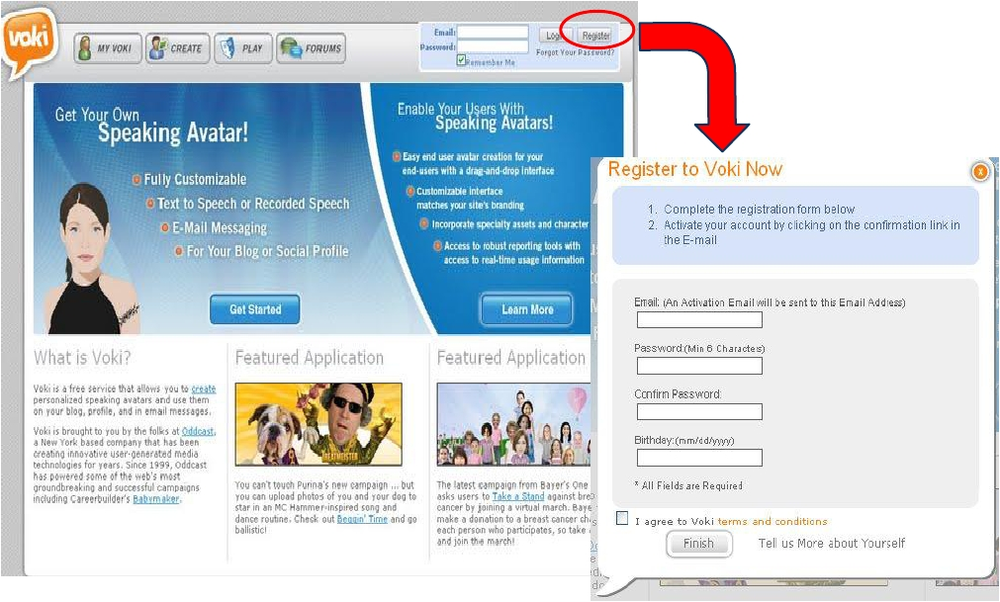 voki
MY VOKI
CREATE
PLAY
FORUMS
Email:
Password:
Remember Me
Register
Forgot Your Password?
Get Your Own
Speaking Avatar!
Fully Customizable
Text to Speech or Recorded Speech
E-Mail Messaging
For Your Blog or Social Profile
Get Started
Enable Your Users With
Speaking Avatars!
Easy end user avatar creation for your
end-users with a drag-and-drop interface
Customizable interface
matches your site's branding
Incorporate specialty assets and character
Access to robust reporting tools with
access to real-time usage information
Learn More
What is Voki?
Voki is a free service that allows you to create
personalized speaking avatars and use them
on your blog, profile, and in email messages.
Voki is brought to you by the folks at Oddcast,
a New York based company that has been
creating innovative user-generated media
technologies for years. Since 1999, Oddcast
has powered some of the web's most
groundbreaking and successful campaigns
including Careerbuilder's Babymaker.
Featured Application
BEATMEISTER
You can't touch Purina's new campaign ... but
you can upload photos of you and your dog to
star in an MC Hammer-inspired song and
dance routine. Check out Beggin' Time and go
ballistic!
Featured Application
The latest campaign from Bayer's One
asks users to Take a Stand against
cancer by joining a virtual march.
make a donation to a breast cancer
each person who participates, so take
and join the march!
Register to Voki Now
x
1. Complete the registration form below
2. Activate your account by clicking on the confirmation link in
the E-mail
Email: (An Activation Email will be sent to this Email Address)
Password:(Min 6 Characters)
Confirm Password:
Birthday:(mm/dd/yyyy)
* All Fields are Required
I agree to Voki terms and conditions
Finish
Tell us More about Yourself